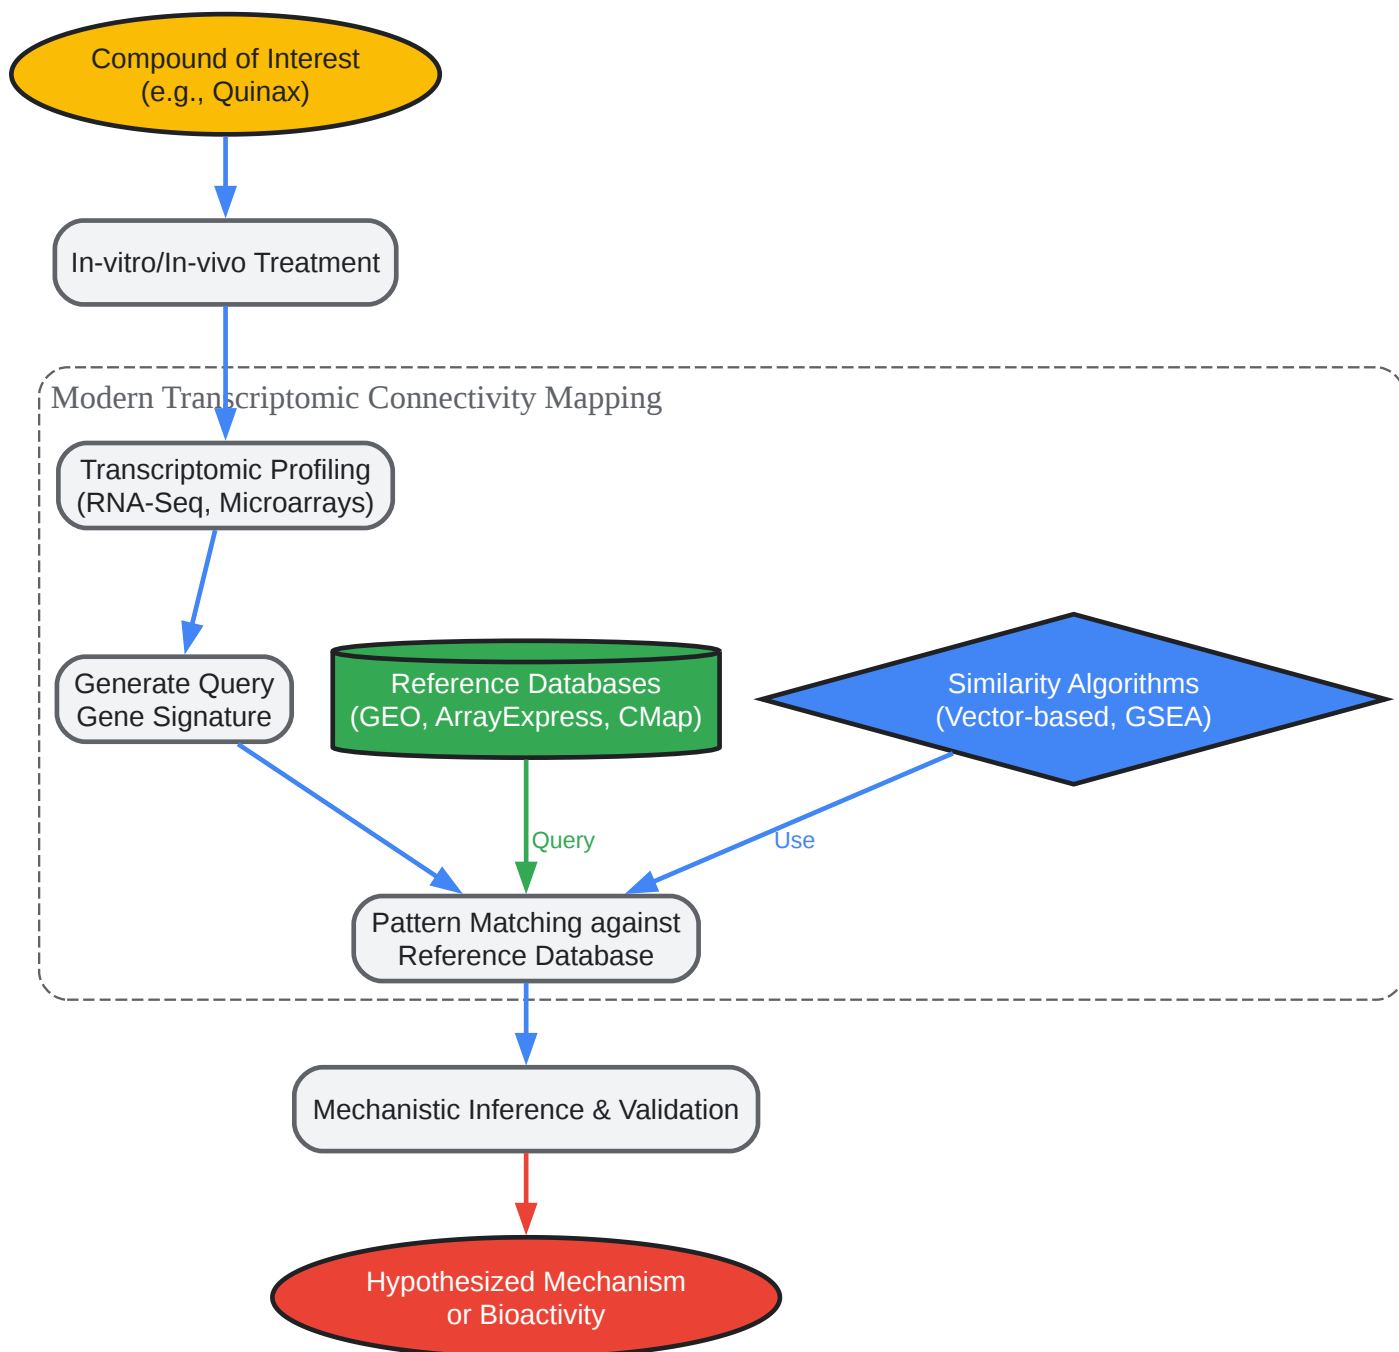 Compound of Interest
(e.g., Quinax)
In-vitro/In-vivo Treatment
Modern Transcriptomic Connectivity Mapping
Transcriptomic Profiling
(RNA-Seq, Microarrays)
Generate Query
Gene Signature
Reference Databases
(GEO, ArrayExpress, CMap)
Similarity Algorithms
(Vector-based, GSEA)
Query
Use
Pattern Matching against
Reference Database
Mechanistic Inference & Validation
Hypothesized Mechanism
or Bioactivity